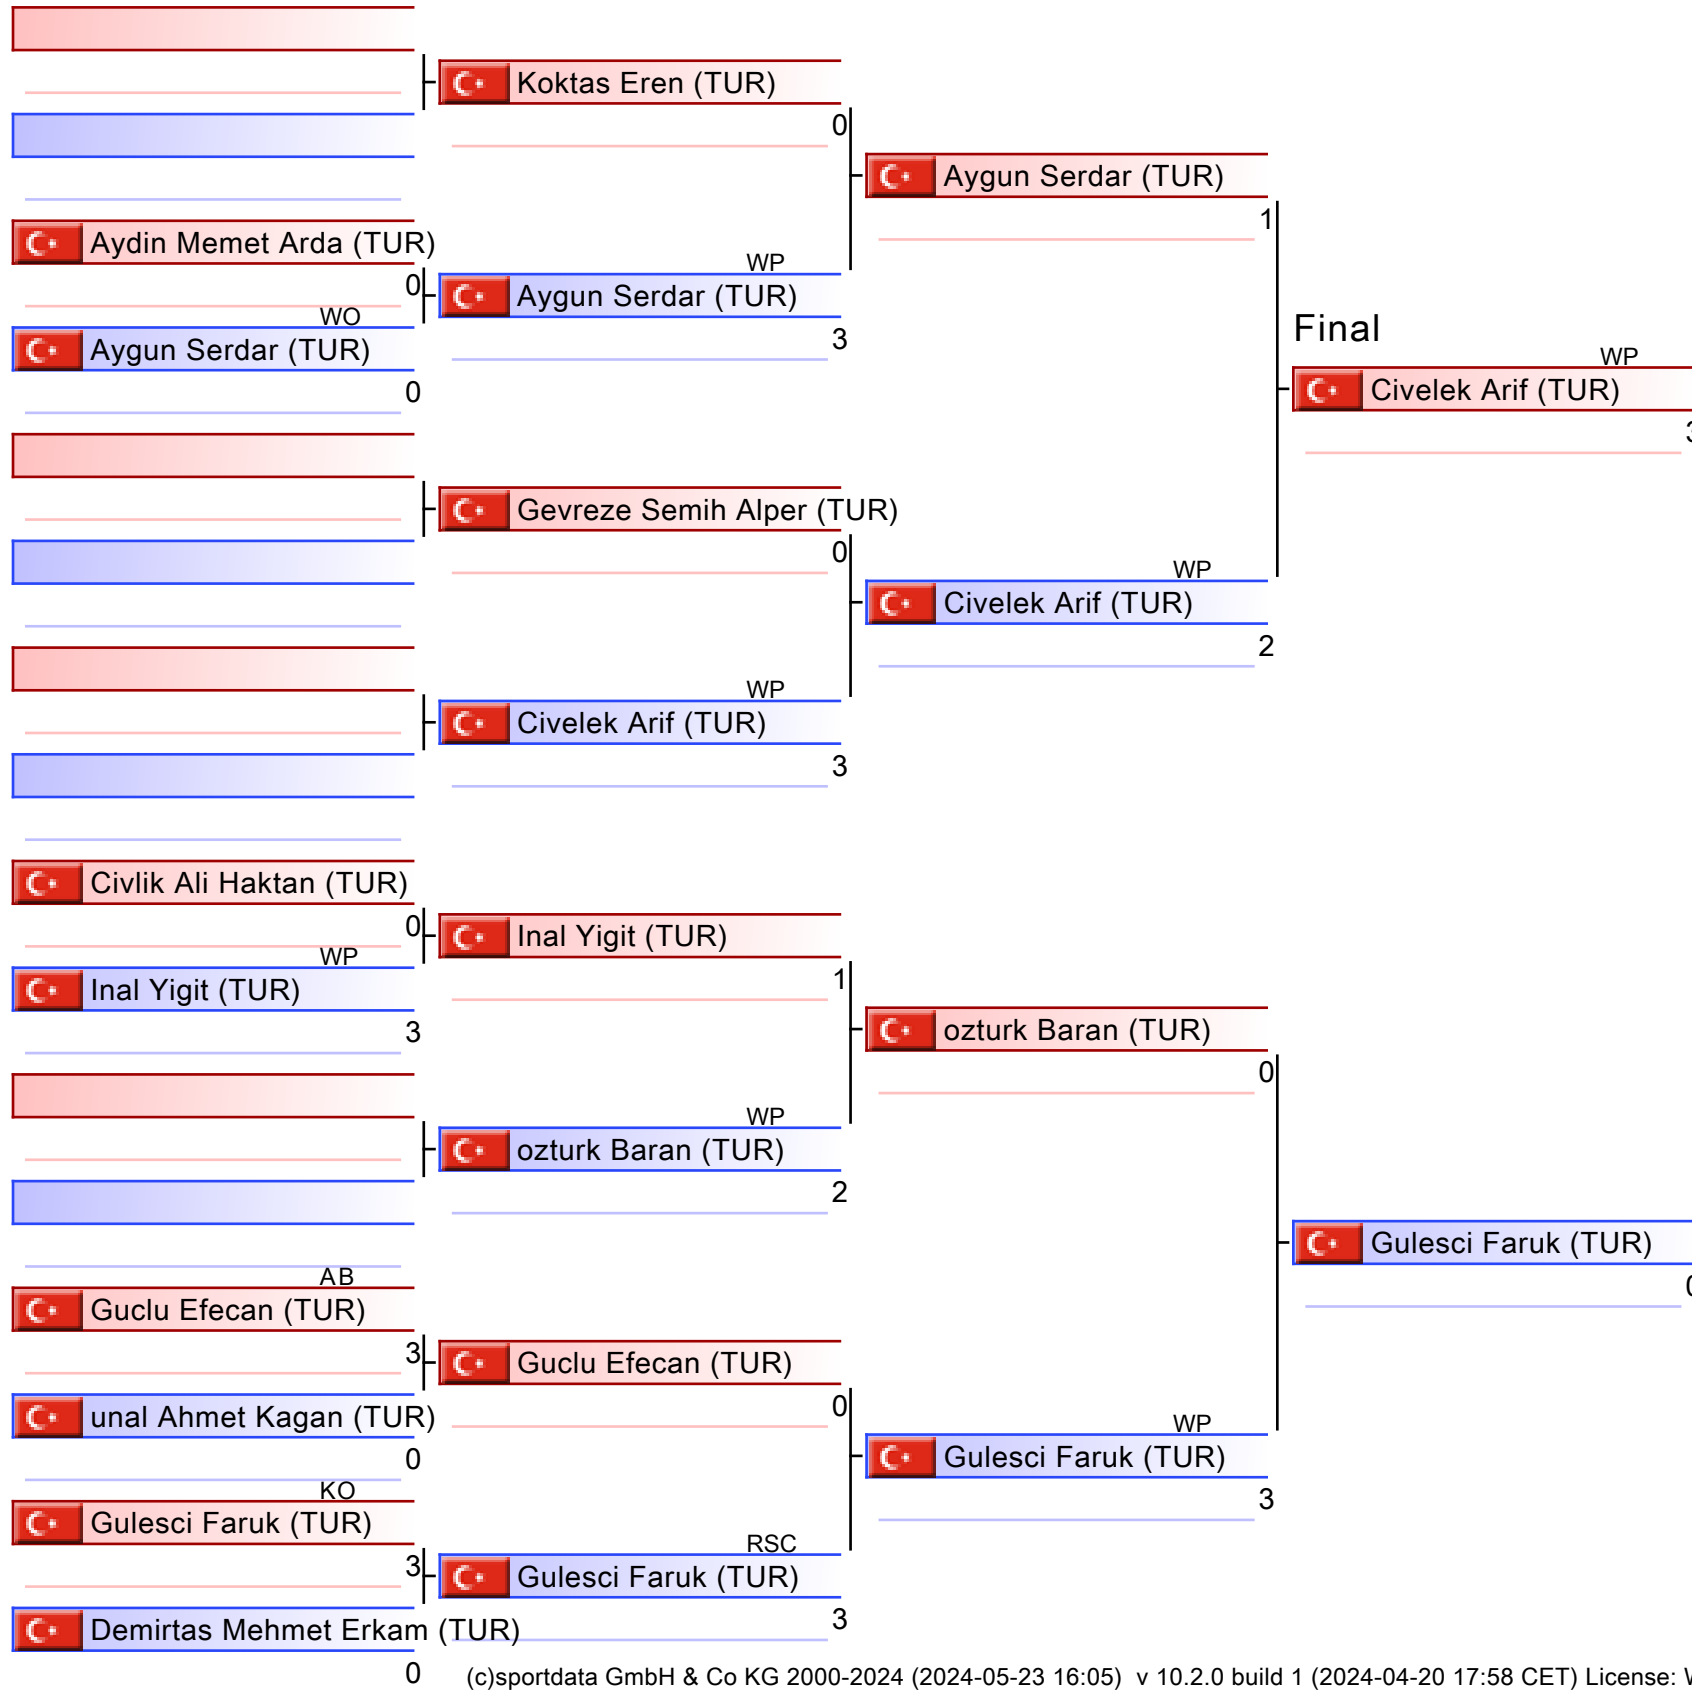 Koktas Eren (TUR)
0
Aygun Serdar (TUR)
1
Aydin Memet Arda (TUR)
0
WP
Aygun Serdar (TUR)
3
WO
Aygun Serdar (TUR)
0
Final
WP
Civelek Arif (TUR)
3
Gevreze Semih Alper (TUR)
0
WP
Civelek Arif (TUR)
2
WP
Civelek Arif (TUR)
3
Civlik Ali Haktan (TUR)
0
Inal Yigit (TUR)
1
WP
Inal Yigit (TUR)
3
ozturk Baran (TUR)
0
WP
ozturk Baran (TUR)
2
Gulesci Faruk (TUR)
0
AB
Guclu Efecan (TUR)
3
Guclu Efecan (TUR)
0
unal Ahmet Kagan (TUR)
0
WP
Gulesci Faruk (TUR)
3
KO
Gulesci Faruk (TUR)
3
RSC
Gulesci Faruk (TUR)
3
Demirtas Mehmet Erkam (TUR)
0
(c)sportdata GmbH & Co KG 2000-2024 (2024-05-23 16:05) v 10.2.0 build 1 (2024-04-20 17:58 CET) License: